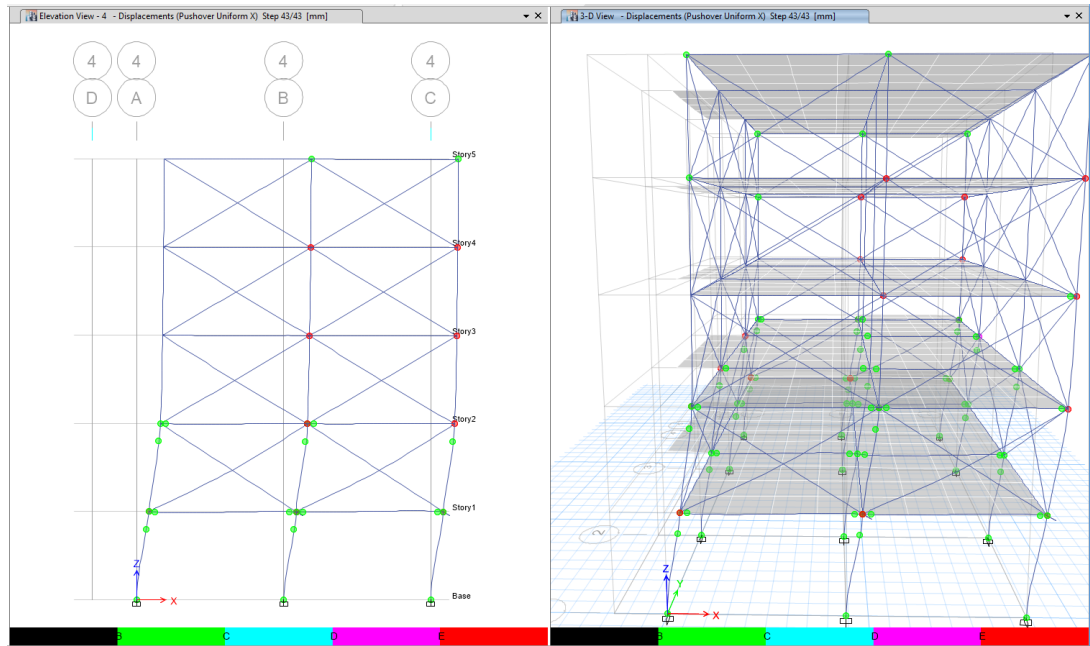 Elevation View - 4 - Displacements (Pushover Uniform X) Step 43/43 [mm]
4 4 4 4
D A B C
Story5
Story4
Story3
Story2
Story1
Z
X
Base
B C D E
3-D View - Displacements (Pushover Uniform X) Step 43/43 [mm]
Z
Y
X
B C D E